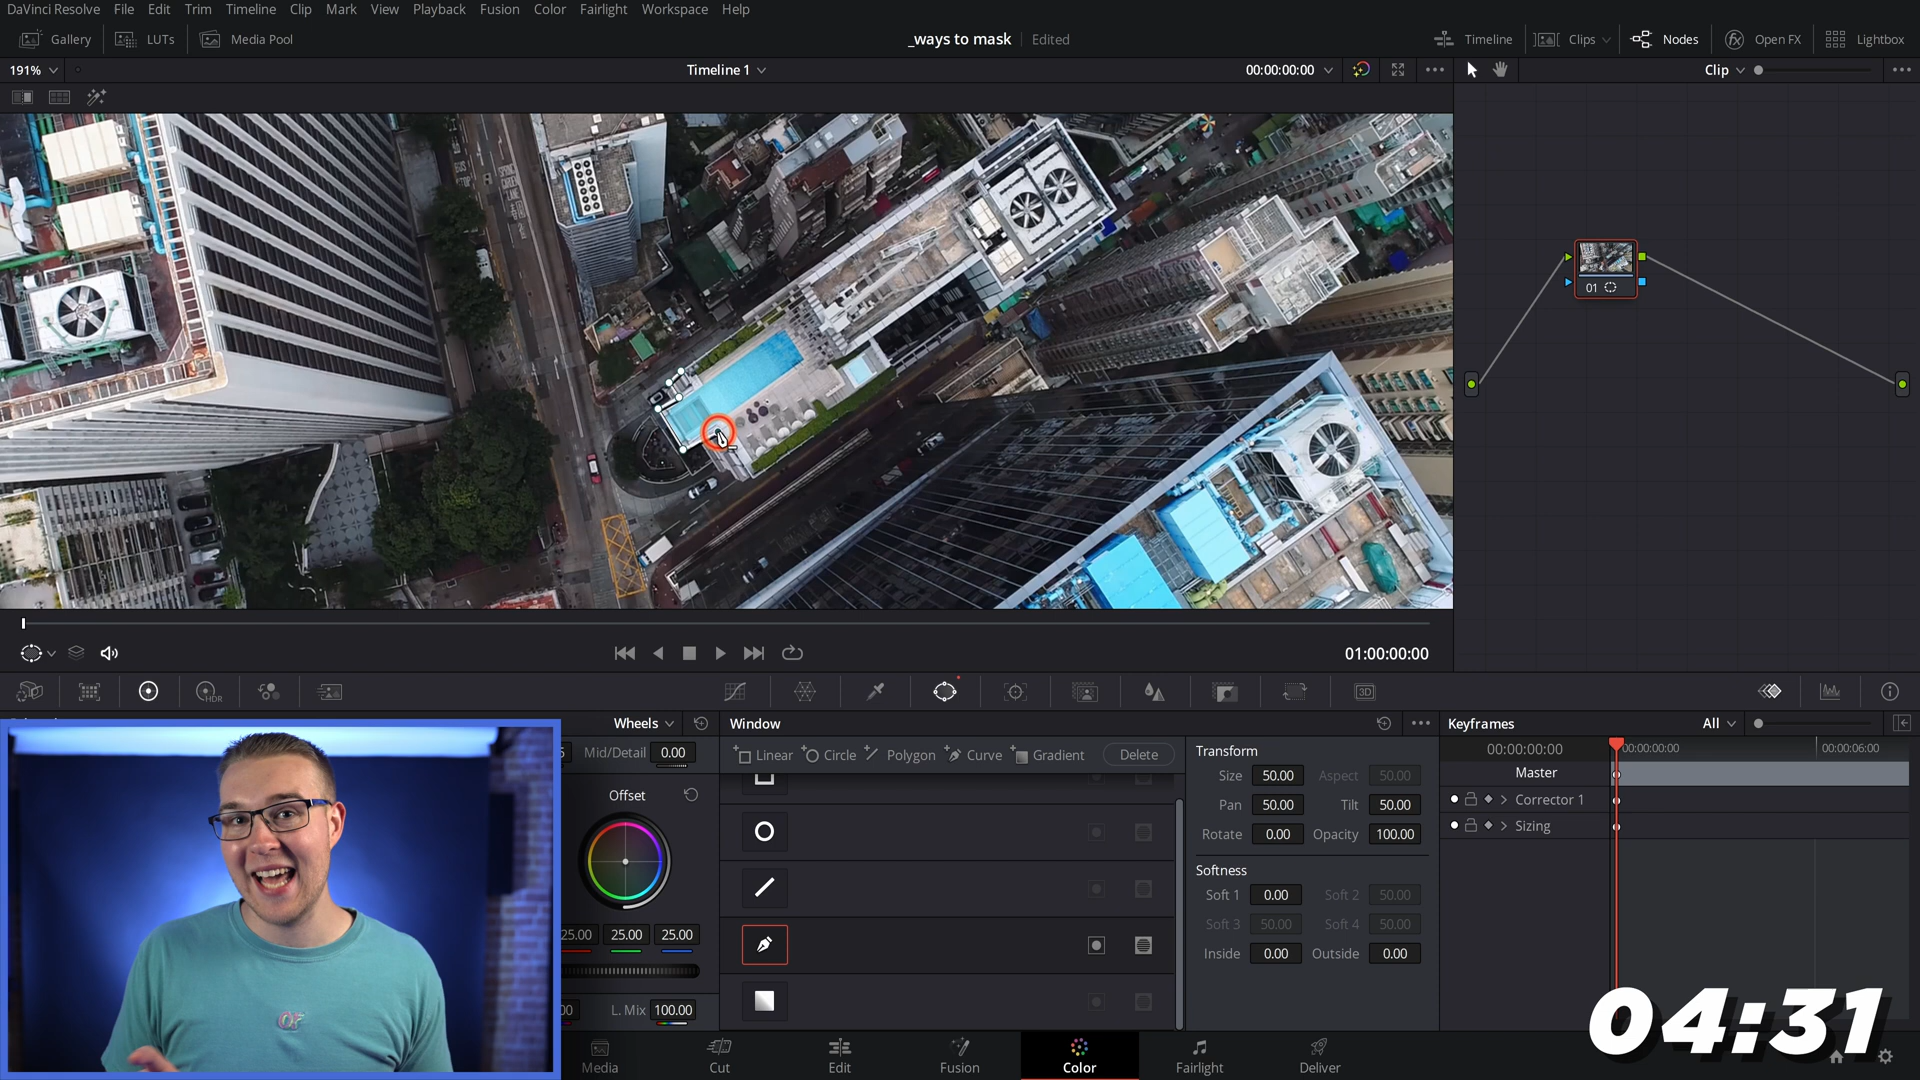 DaVinci Resolve File Edit Trim Timeline Clip Mark View Playback Fusion Color Fairlight Workspace Help
Gallery LUTs Media Pool _ways to mask Edited Timeline Clips Nodes Open FX Lightbox
191% Timeline 1 00:00:00:00 Clip
01
01:00:00:00
HDR 3D
Wheels Window Keyframes All
Mid/Detail 0.00 Linear Circle Polygon Curve Gradient Delete Transform 00:00:00:00 00:00:00:00 00:00:06:00
Size 50.00 Aspect 50.00 Master
Offset Pan 50.00 Tilt 50.00 Corrector 1
Rotate 0.00 Opacity 100.00 Sizing
Softness
Soft 1 0.00 Soft 2 50.00
Soft 3 50.00 Soft 4 50.00
25.00 25.00 25.00 Inside 0.00 Outside 0.00
L. Mix 100.00
OF
04:31
Media Cut Edit Fusion Color Fairlight Deliver